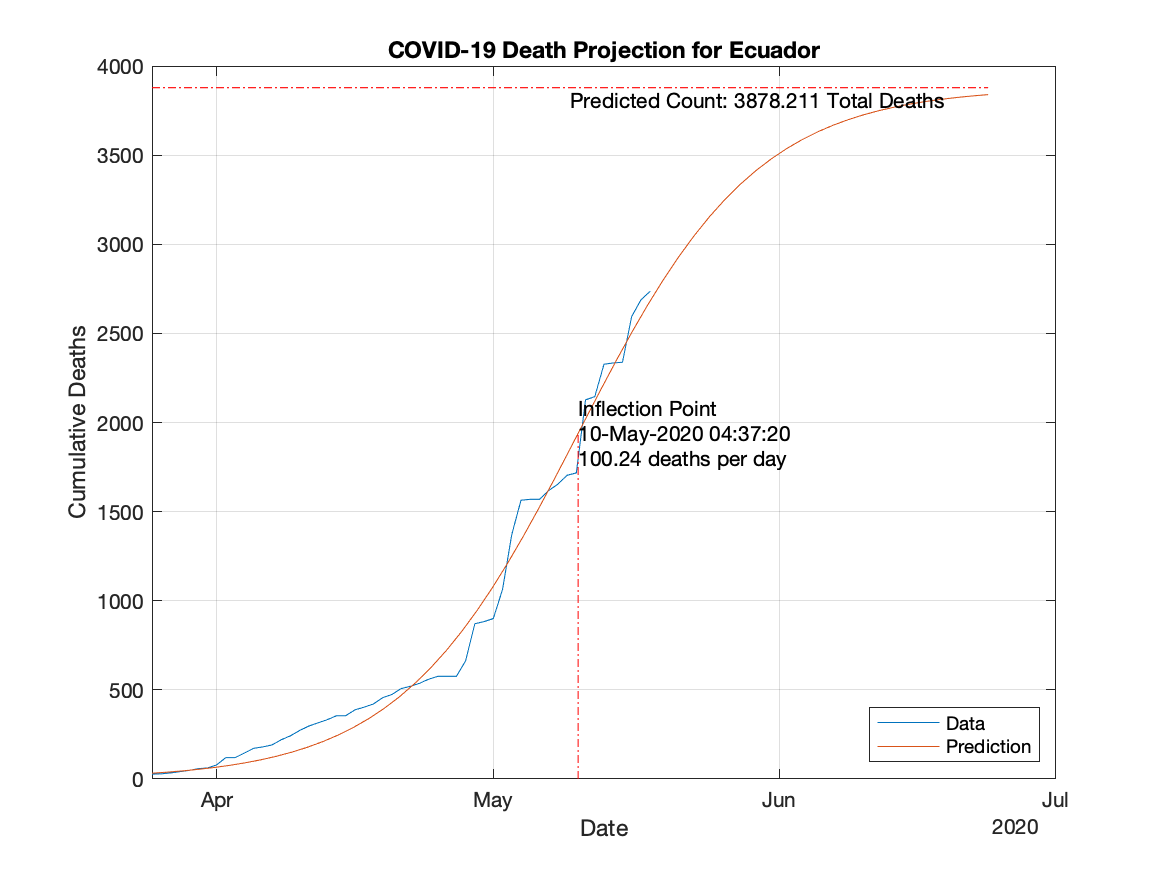 COVID-19 Death Projection for Ecuador
4000
Predicted Count: 3878.211 Total Deaths
3500
3000
2500
Inflection Point
2000
10-May-2020 04:37:20
100.24 deaths per day
Cumulative Deaths
1500
1000
500
Data
Prediction
0
Apr
May
Jun
Jul
Date
2020